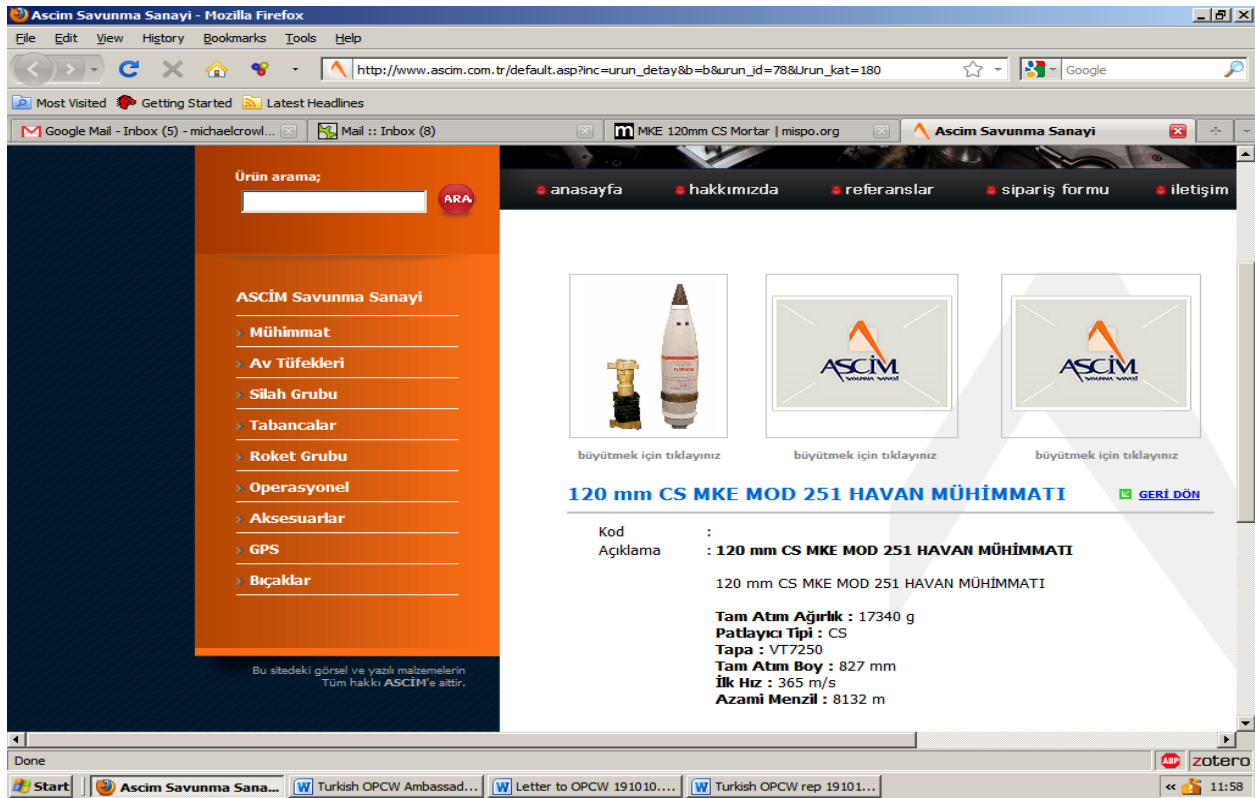 Ascim Savunma Sanayi - Mozilla Firefox
File Edit View History Bookmarks Tools Help
http://www.ascim.com.tr/default.asp?inc=urun_detay&b=b&urun_id=78&Urun_kat=180
Google
Most Visited Getting Started Latest Headlines
Google Mail - Inbox (5) - michaelcrowl... Mail :: Inbox (8) MKE 120mm CS Mortar | mispo.org Ascim Savunma Sanayi
Ürün arama;
ARA
anasayfa hakkımızda referanslar sipariş formu iletişim
ASCİM Savunma Sanayi
Mühimmat
Av Tüfekleri
Silah Grubu
Tabancalar
Roket Grubu
Operasyonel
Aksesuarlar
GPS
Bıçaklar
Bu sitedeki görsel ve yazılı malzemelerin
Tüm hakkı ASCİM'e aittir.
ASCİM ASCİM
büyütmek için tıklayınız büyütmek için tıklayınız büyütmek için tıklayınız
120 mm CS MKE MOD 251 HAVAN MÜHİMMATI GERİ DÖN
Kod :
Açıklama : 120 mm CS MKE MOD 251 HAVAN MÜHİMMATI
120 mm CS MKE MOD 251 HAVAN MÜHİMMATI
Tam Atım Ağırlık : 17340 g
Patlayıcı Tipi : CS
Tapa : VT7250
Tam Atım Boy : 827 mm
İlk Hız : 365 m/s
Azami Menzil : 8132 m
Done
ABP zotero
Start Ascim Savunma Sana... Turkish OPCW Ambassad... Letter to OPCW 191010.... Turkish OPCW rep 19101... « 11:58